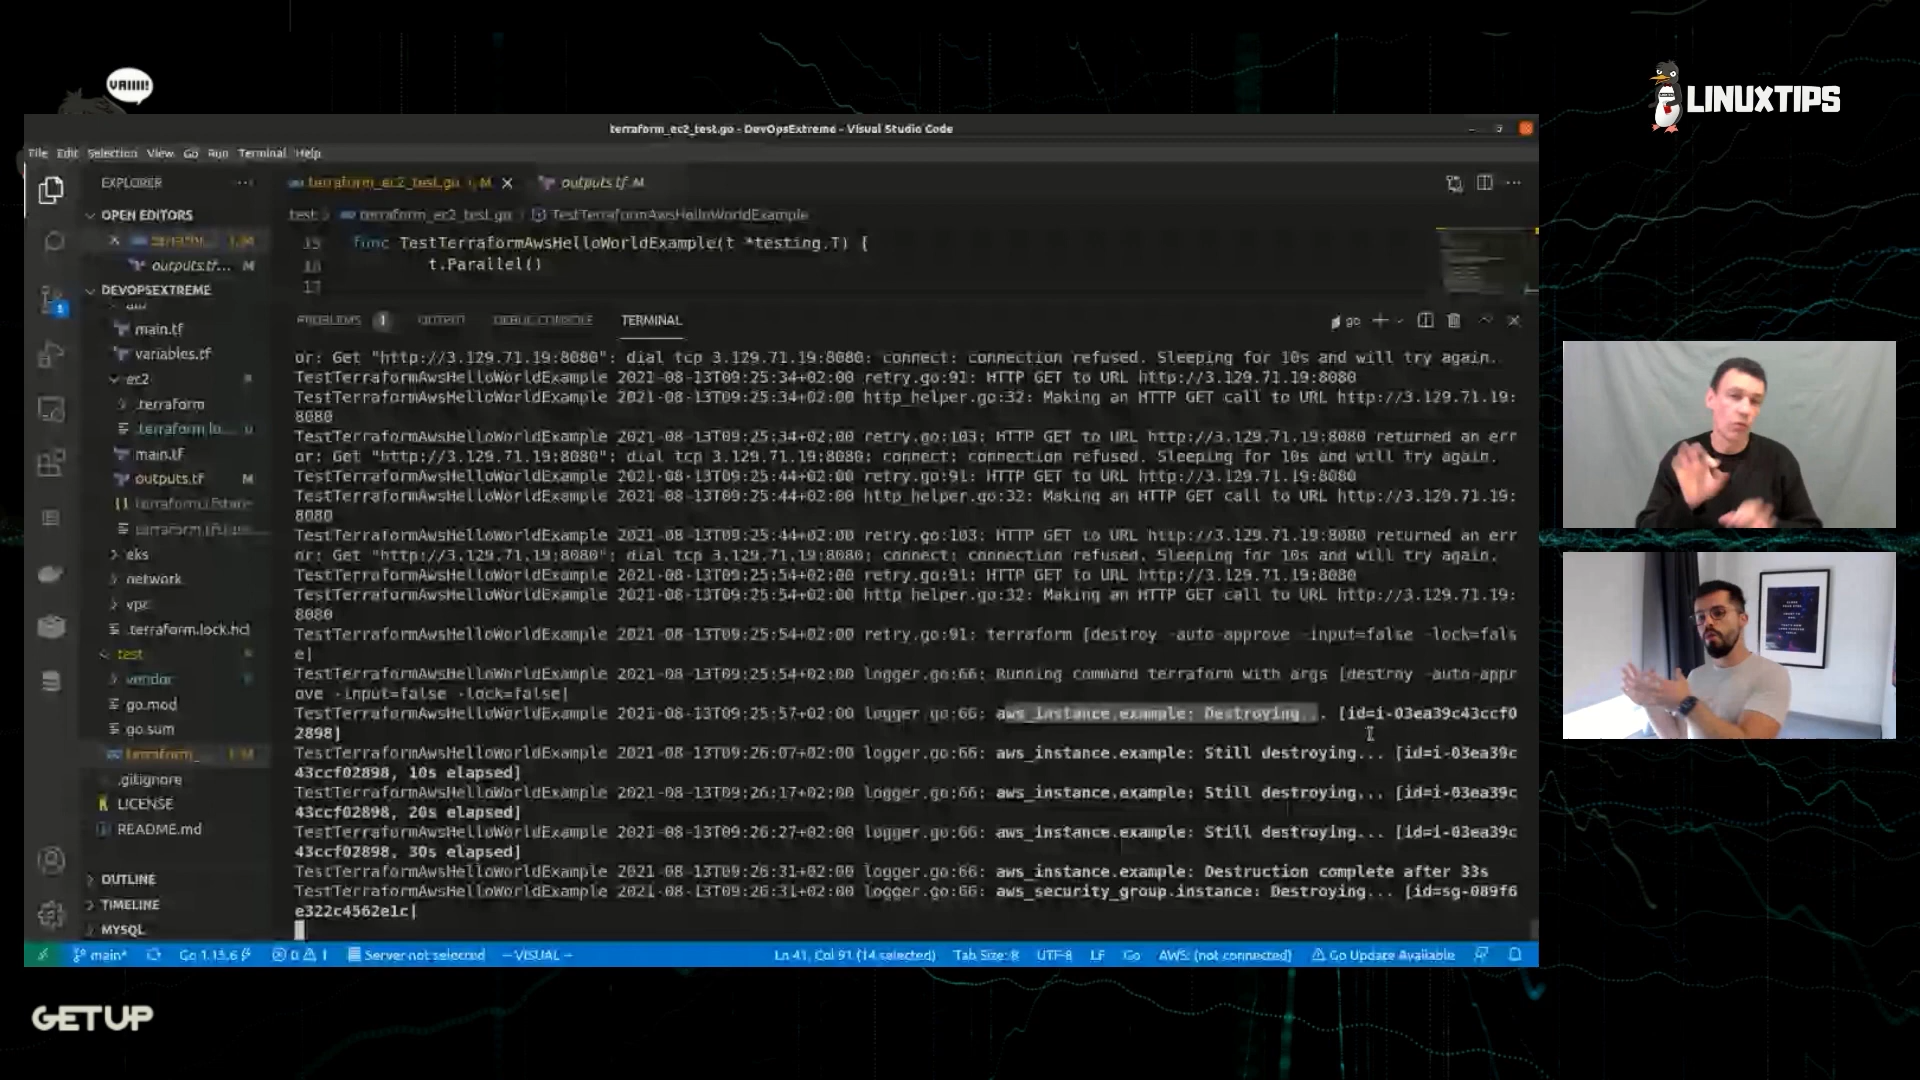 VAIIII!
LINUXTIPS
terraform_ec2_test.go - DevOpsExtreme - Visual Studio Code
File Edit Selection View Go Run Terminal Help
EXPLORER
terraform_ec2_test.go 1, M
outputs.tf M
OPEN EDITORS
test terraform_ec2_test.go TestTerraformAwsHelloWorldExample
outputs.tf... M
DEVOPSEXTREME
main.tf
variables.tf
ec2
.terraform
.terraform.lo... U
main.tf
outputs.tf M
eks
network
vpc
.terraform.lock.hcl
test
vendor
go.mod
go.sum
terraform_... 1, M
.gitignore
LICENSE
README.md
OUTLINE
TIMELINE
MYSQL
15 func TestTerraformAwsHelloWorldExample(t *testing.T) {
16 t.Parallel()
17
PROBLEMS 1 OUTPUT DEBUG CONSOLE TERMINAL
go
or: Get "http://3.129.71.19:8080": dial tcp 3.129.71.19:8080: connect: connection refused. Sleeping for 10s and will try again.
TestTerraformAwsHelloWorldExample 2021-08-13T09:25:34+02:00 retry.go:91: HTTP GET to URL http://3.129.71.19:8080
TestTerraformAwsHelloWorldExample 2021-08-13T09:25:34+02:00 http_helper.go:32: Making an HTTP GET call to URL http://3.129.71.19:
8080
TestTerraformAwsHelloWorldExample 2021-08-13T09:25:34+02:00 retry.go:103: HTTP GET to URL http://3.129.71.19:8080 returned an err
or: Get "http://3.129.71.19:8080": dial tcp 3.129.71.19:8080: connect: connection refused. Sleeping for 10s and will try again.
TestTerraformAwsHelloWorldExample 2021-08-13T09:25:44+02:00 retry.go:91: HTTP GET to URL http://3.129.71.19:8080
TestTerraformAwsHelloWorldExample 2021-08-13T09:25:44+02:00 http_helper.go:32: Making an HTTP GET call to URL http://3.129.71.19:
8080
TestTerraformAwsHelloWorldExample 2021-08-13T09:25:44+02:00 retry.go:103: HTTP GET to URL http://3.129.71.19:8080 returned an err
or: Get "http://3.129.71.19:8080": dial tcp 3.129.71.19:8080: connect: connection refused. Sleeping for 10s and will try again.
TestTerraformAwsHelloWorldExample 2021-08-13T09:25:54+02:00 retry.go:91: HTTP GET to URL http://3.129.71.19:8080
TestTerraformAwsHelloWorldExample 2021-08-13T09:25:54+02:00 http_helper.go:32: Making an HTTP GET call to URL http://3.129.71.19:
8080
TestTerraformAwsHelloWorldExample 2021-08-13T09:25:54+02:00 retry.go:91: terraform [destroy -auto-approve -input=false -lock=fals
e]
TestTerraformAwsHelloWorldExample 2021-08-13T09:25:54+02:00 logger.go:66: Running command terraform with args [destroy -auto-appr
ove -input=false -lock=false]
TestTerraformAwsHelloWorldExample 2021-08-13T09:25:57+02:00 logger.go:66: aws_instance.example: Destroying... [id=i-03ea39c43ccf0
2898]
TestTerraformAwsHelloWorldExample 2021-08-13T09:26:07+02:00 logger.go:66: aws_instance.example: Still destroying... [id=i-03ea39c
43ccf02898, 10s elapsed]
TestTerraformAwsHelloWorldExample 2021-08-13T09:26:17+02:00 logger.go:66: aws_instance.example: Still destroying... [id=i-03ea39c
43ccf02898, 20s elapsed]
TestTerraformAwsHelloWorldExample 2021-08-13T09:26:27+02:00 logger.go:66: aws_instance.example: Still destroying... [id=i-03ea39c
43ccf02898, 30s elapsed]
TestTerraformAwsHelloWorldExample 2021-08-13T09:26:31+02:00 logger.go:66: aws_instance.example: Destruction complete after 33s
TestTerraformAwsHelloWorldExample 2021-08-13T09:26:31+02:00 logger.go:66: aws_security_group.instance: Destroying... [id=sg-089f6
e322c4562e1c]
main* Go 1.15.6 0 1 Server not selected -- VISUAL --
Ln 41, Col 91 (14 selected) Tab Size: 8 UTF-8 LF Go AWS: (not connected) Go Update Available
GETUP